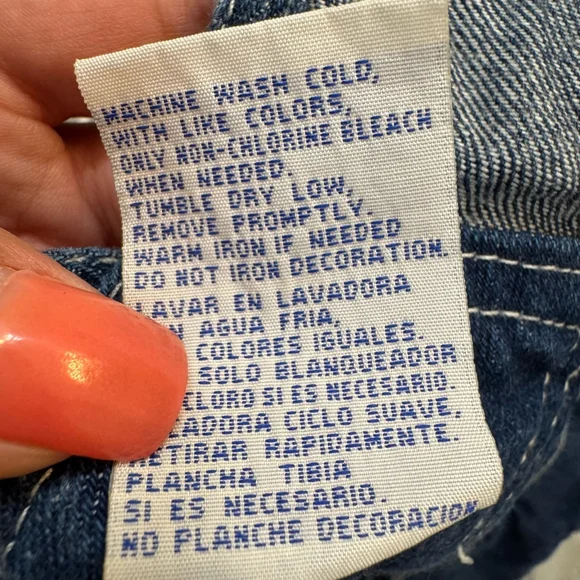 MACHINE WASH COLD,
WITH LIKE COLORS,
ONLY NON-CHLORINE BLEACH
WHEN NEEDED.
TUMBLE DRY LOW,
REMOVE PROMPTLY.
WARM IRON IF NEEDED
DO NOT IRON DECORATION.
AVAR EN LAVADORA
N AGUA FRIA,
COLORES IGUALES.
SOLO BLANQUEADOR
CLORO SI ES NECESARIO.
ADORA CICLO SUAVE,
RETIRAR RAPIDAMENTE.
PLANCHA TIBIA
SI ES NECESARIO.
NO PLANCHE DECORACION